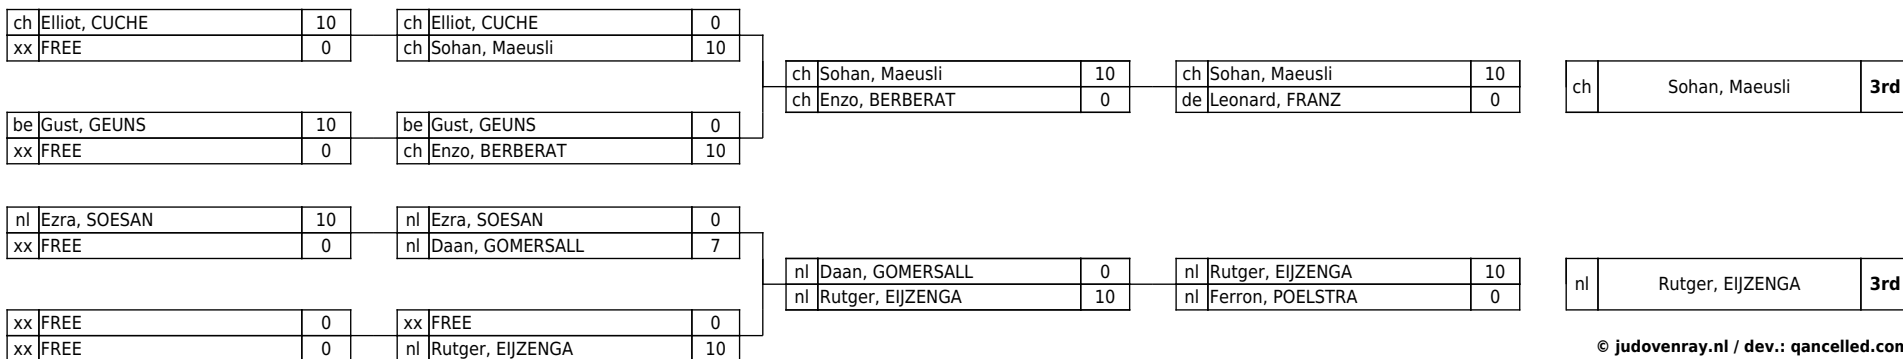 ch Elliot, CUCHE 10 ch Elliot, CUCHE 0
xx FREE 0 ch Sohan, Maeusli 10
ch Sohan, Maeusli 10 ch Sohan, Maeusli 10
ch Sohan, Maeusli 3rd
ch Enzo, BERBERAT 0 de Leonard, FRANZ 0
be Gust, GEUNS 10 be Gust, GEUNS 0
xx FREE 0 ch Enzo, BERBERAT 10
nl Ezra, SOESAN 10 nl Ezra, SOESAN 0
xx FREE 0 nl Daan, GOMERSALL 7
nl Daan, GOMERSALL 0 nl Rutger, EIJZENGA 10
nl Rutger, EIJZENGA 3rd
nl Rutger, EIJZENGA 10 nl Ferron, POELSTRA 0
xx FREE 0 xx FREE 0
xx FREE 0 nl Rutger, EIJZENGA 10
© judovenray.nl / dev.: qancelled.com